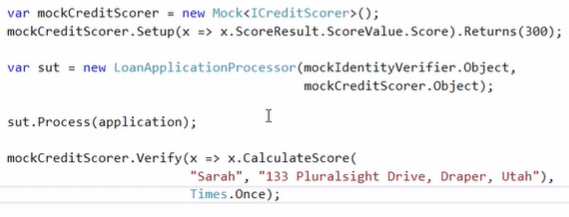 var mockCreditScorer = new Mock<ICreditScorer>();
mockCreditScorer.Setup(x => x.ScoreResult.ScoreValue.Score).Returns(300);
var sut = new LoanApplicationProcessor(mockIdentityVerifier.Object,
mockCreditScorer.Object);
sut.Process(application);
mockCreditScorer.Verify(x => x.CalculateScore(
"Sarah", "133 Pluralsight Drive, Draper, Utah"),
Times.Once);